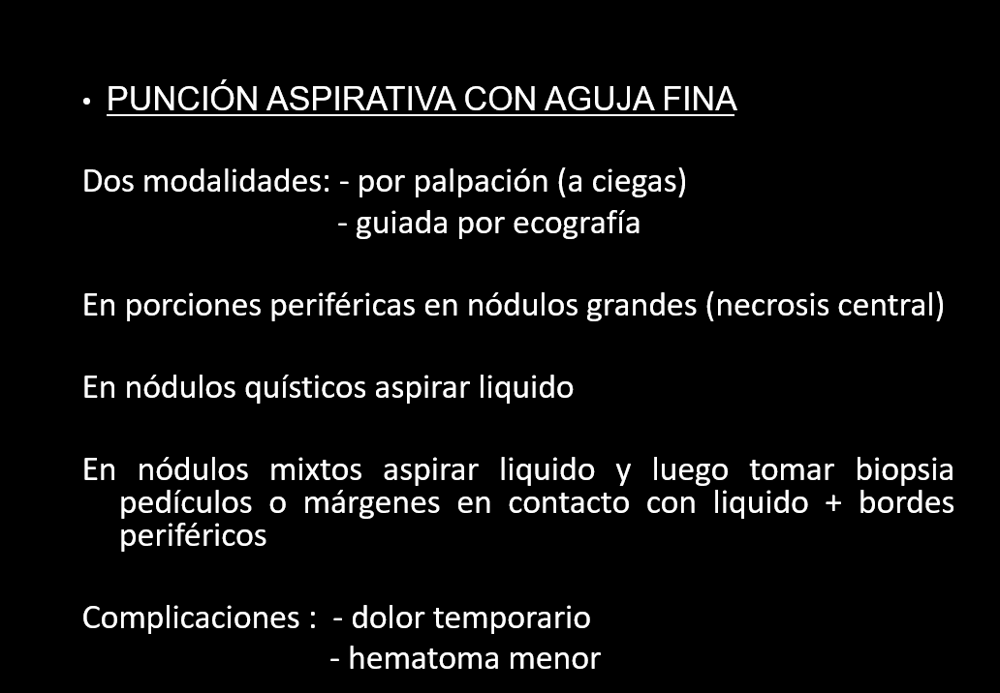 • PUNCIÓN ASPIRATIVA CON AGUJA FINA
Dos modalidades: - por palpación (a ciegas)
- guiada por ecografía
En porciones periféricas en nódulos grandes (necrosis central)
En nódulos quísticos aspirar liquido
En nódulos mixtos aspirar liquido y luego tomar biopsia
pedículos o márgenes en contacto con liquido + bordes
periféricos
Complicaciones : - dolor temporario
- hematoma menor